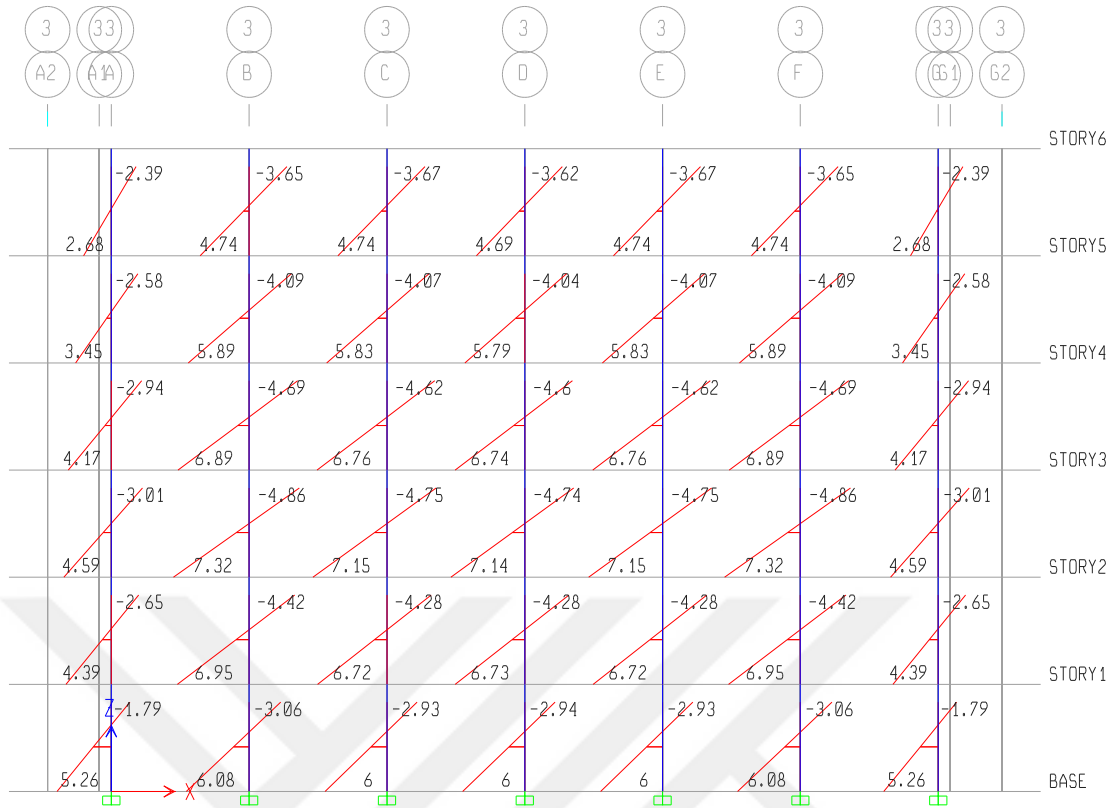 3 3 3 3 3 3 3 3 3 3 3
A2 A1 A B C D E F G G1 G2
STORY6
-2.39 -3.65 -3.67 -3.62 -3.67 -3.65 -2.39
2.68 4.74 4.74 4.69 4.74 4.74 2.68 STORY5
-2.58 -4.09 -4.07 -4.04 -4.07 -4.09 -2.58
3.45 5.89 5.83 5.79 5.83 5.89 3.45 STORY4
-2.94 -4.69 -4.62 -4.6 -4.62 -4.69 -2.94
4.17 6.89 6.76 6.74 6.76 6.89 4.17 STORY3
-3.01 -4.86 -4.75 -4.74 -4.75 -4.86 -3.01
4.59 7.32 7.15 7.14 7.15 7.32 4.59 STORY2
-2.65 -4.42 -4.28 -4.28 -4.28 -4.42 -2.65
4.39 6.95 6.72 6.73 6.72 6.95 4.39 STORY1
Z -1.79 -3.06 -2.93 -2.94 -2.93 -3.06 -1.79
5.26 X 6.08 6 6 6 6.08 5.26 BASE